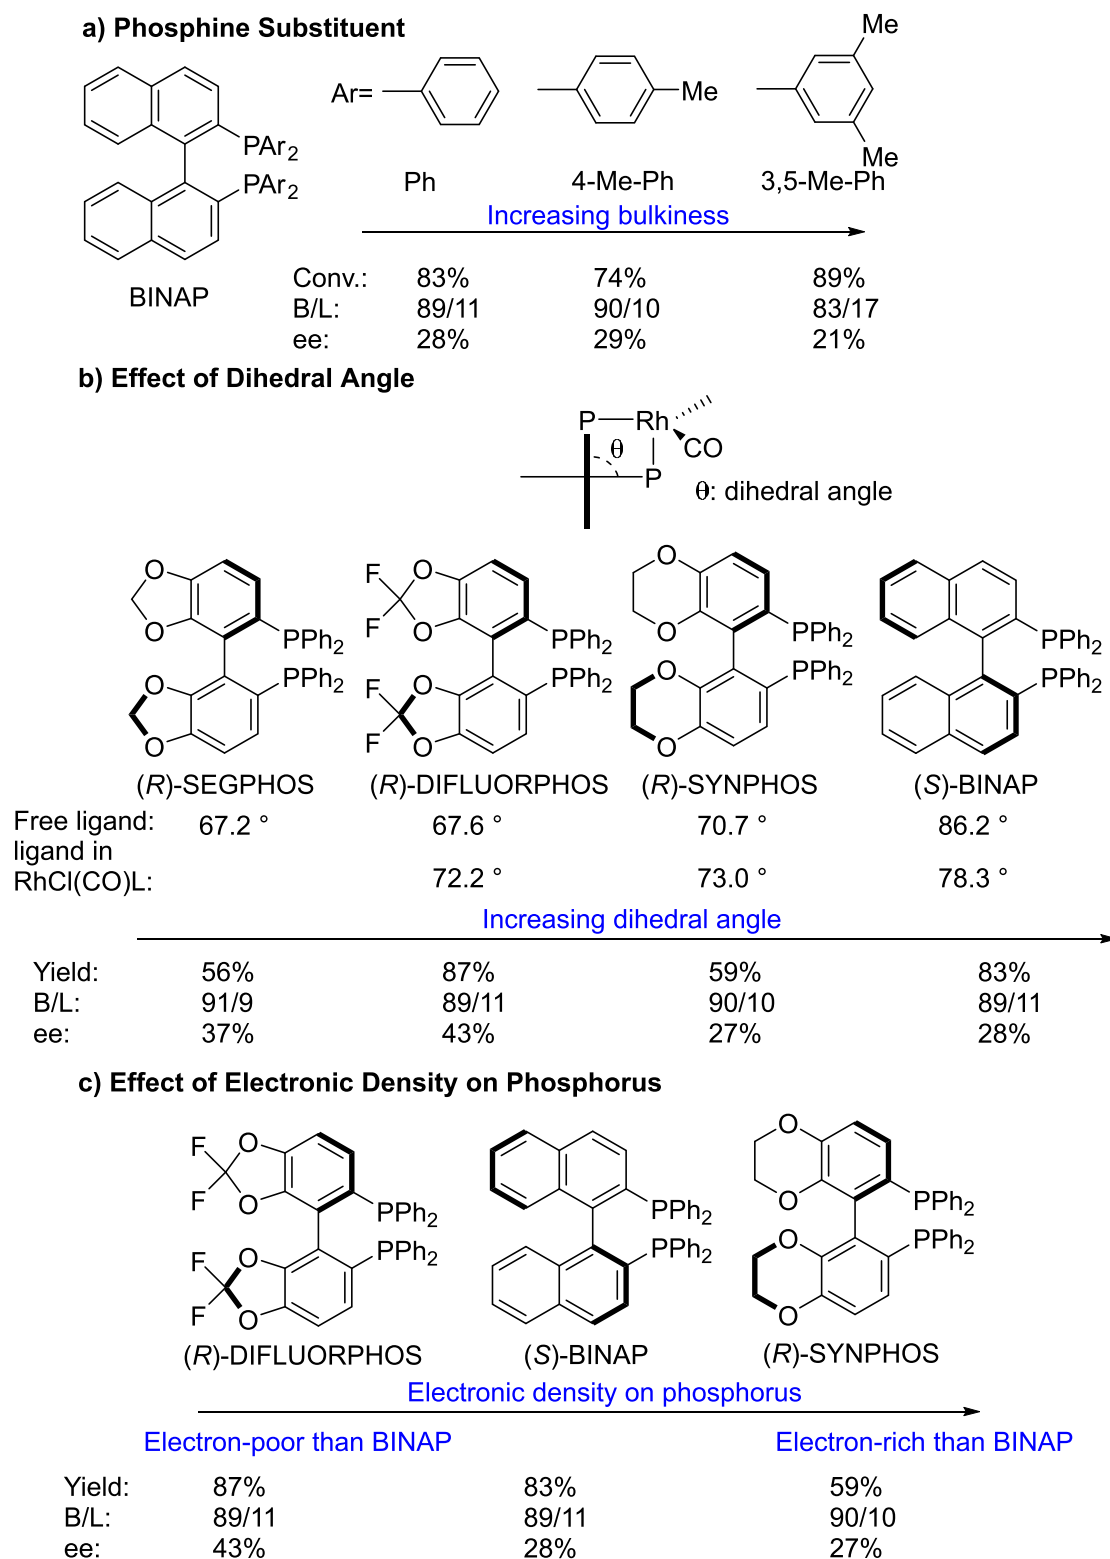 a) Phosphine Substituent
PAr2
PAr2
BINAP
Ar=
Me
Me
Me
Ph 4-Me-Ph 3,5-Me-Ph
Increasing bulkiness
Conv.: 83% 74% 89%
B/L: 89/11 90/10 83/17
ee: 28% 29% 21%
b) Effect of Dihedral Angle
P Rh
θ CO
P
θ: dihedral angle
O O PPh2
O O PPh2
F F O O PPh2
F F O O PPh2
O O PPh2
O O PPh2
PPh2
PPh2
(R)-SEGPHOS (R)-DIFLUORPHOS (R)-SYNPHOS (S)-BINAP
Free ligand: 67.2 ° 67.6 ° 70.7 ° 86.2 °
ligand in
RhCl(CO)L: 72.2 ° 73.0 ° 78.3 °
Increasing dihedral angle
Yield: 56% 87% 59% 83%
B/L: 91/9 89/11 90/10 89/11
ee: 37% 43% 27% 28%
c) Effect of Electronic Density on Phosphorus
F F O O PPh2
F F O O PPh2
PPh2
PPh2
O O PPh2
O O PPh2
(R)-DIFLUORPHOS (S)-BINAP (R)-SYNPHOS
Electronic density on phosphorus
Electron-poor than BINAP Electron-rich than BINAP
Yield: 87% 83% 59%
B/L: 89/11 89/11 90/10
ee: 43% 28% 27%